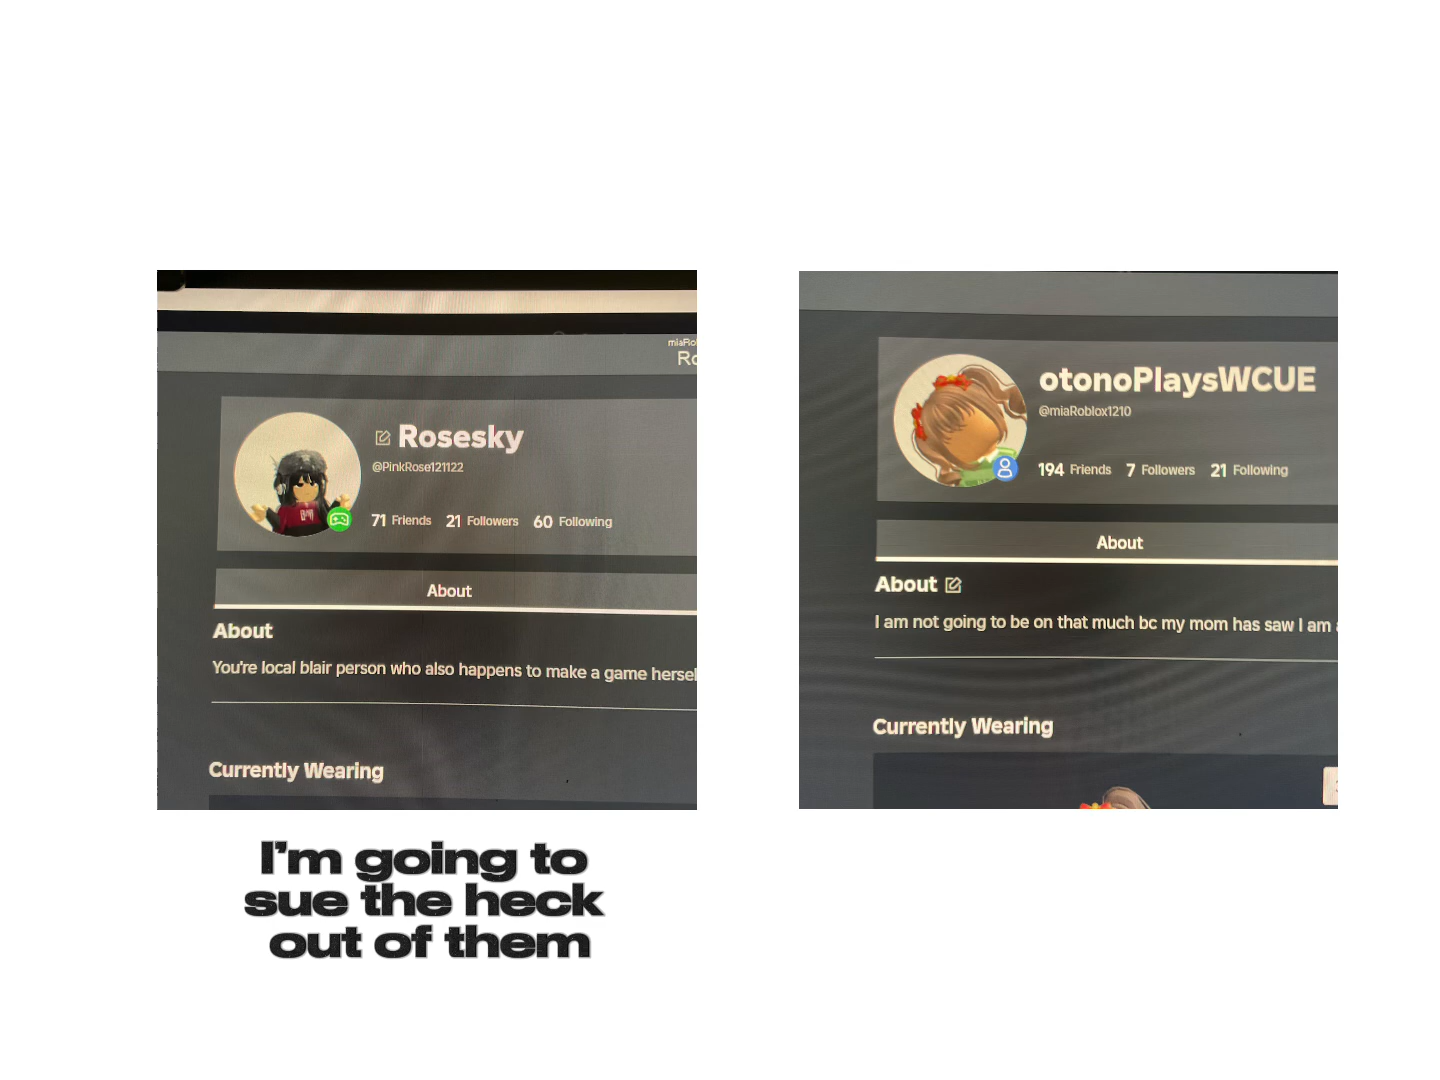 miaFlo
Ro
Rosesky
@PinkRose121122
71 Friends 21 Followers 60 Following
About
About
You're local blair person who also happens to make a game hersel
Currently Wearing
otonoPlaysWCUE
@miaRoblox1210
194 Friends 7 Followers 21 Following
About
About
I am not going to be on that much bc my mom has saw I am
Currently Wearing
I'm going to
sue the heck
out of them